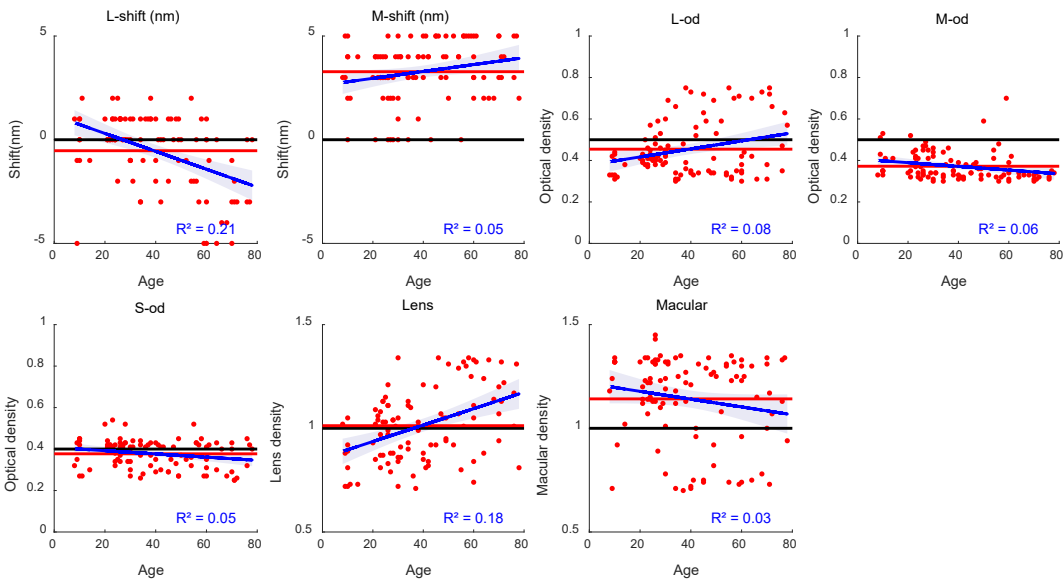 L-shift (nm)
M-shift (nm)
L-od
M-od
5
0
-5
Shift(nm)
0 20 40 60 80
Age
R² = 0.21
5
0
-5
Shift(nm)
0 20 40 60 80
Age
R² = 0.05
1
0.8
0.6
0.4
0.2
0
Optical density
0 20 40 60 80
Age
R² = 0.08
1
0.8
0.6
0.4
0.2
0
Optical density
0 20 40 60 80
Age
R² = 0.06
S-od
Lens
Macular
1
0.8
0.6
0.4
0.2
0
Optical density
0 20 40 60 80
Age
R² = 0.05
1.5
1
0.5
Lens density
0 20 40 60 80
Age
R² = 0.18
1.5
1
0.5
Macular density
0 20 40 60 80
Age
R² = 0.03